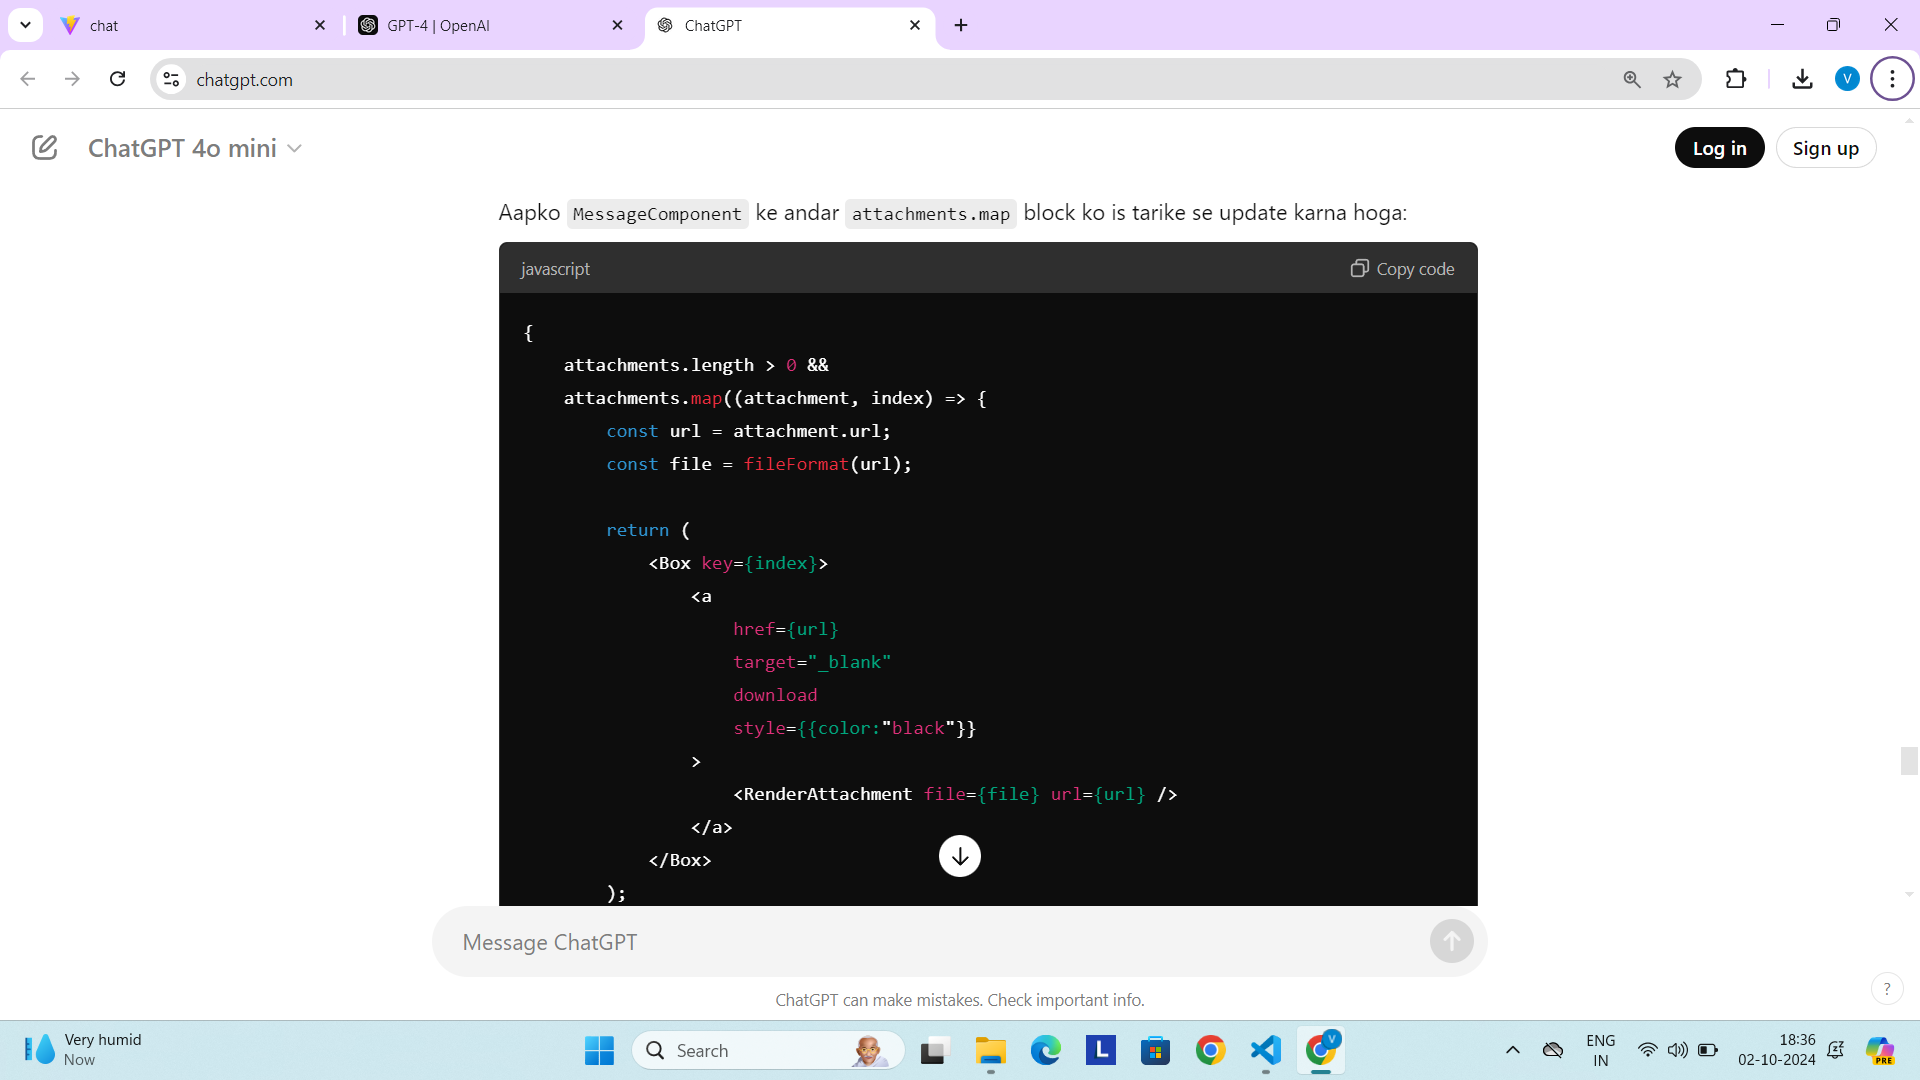 chat
GPT-4 | OpenAI
ChatGPT
chatgpt.com
V
ChatGPT 4o mini
Log in
Sign up
Aapko MessageComponent ke andar attachments.map block ko is tarike se update karna hoga:
javascript
Copy code
{
attachments.length > 0 &&
attachments.map((attachment, index) => {
const url = attachment.url;
const file = fileFormat(url);
return (
<Box key={index}>
<a
href={url}
target="_blank"
download
style={{color:"black"}}
>
<RenderAttachment file={file} url={url} />
</a>
</Box>
);
Message ChatGPT
ChatGPT can make mistakes. Check important info.
?
Very humid
Now
Search
L
V
ENG
IN
18:36
02-10-2024
PRE